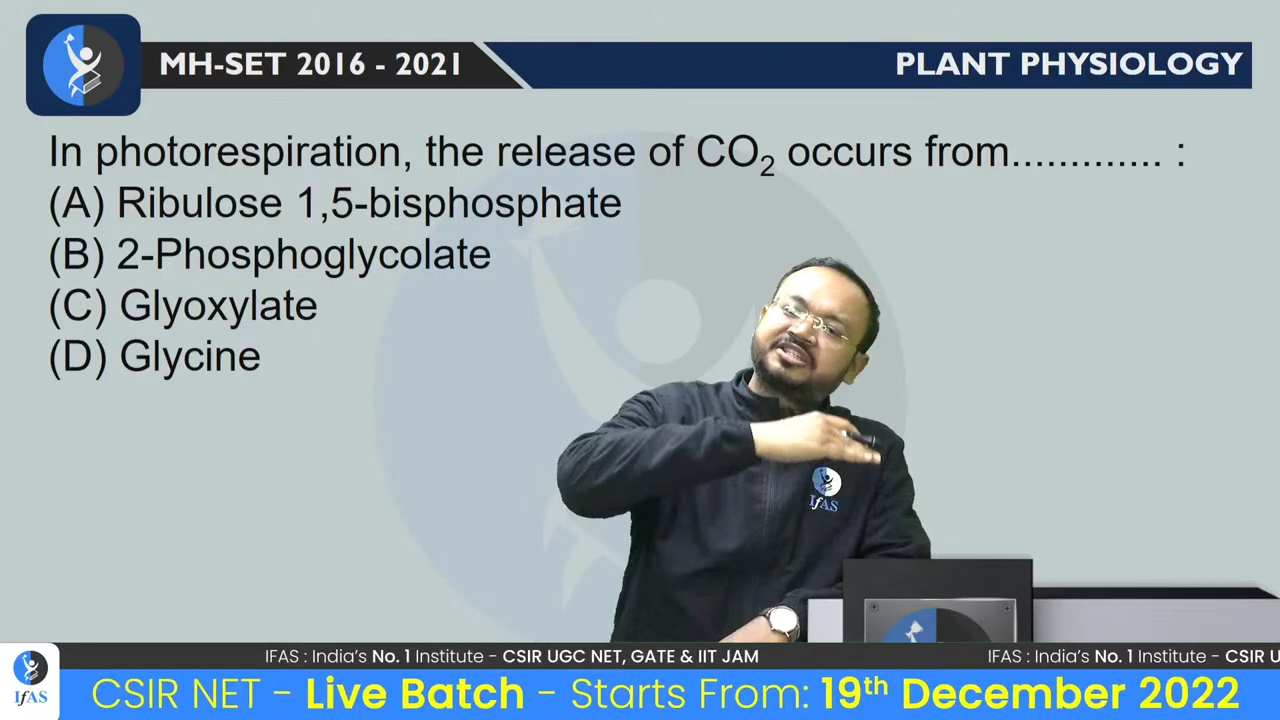 MH-SET 2016 - 2021
PLANT PHYSIOLOGY
In photorespiration, the release of CO₂ occurs from............. :
(A) Ribulose 1,5-bisphosphate
(B) 2-Phosphoglycolate
(C) Glyoxylate
(D) Glycine
IfAS
IFAS : India's No. 1 Institute - CSIR UGC NET, GATE & IIT JAM
IFAS : India's No. 1 Institute - CSIR U
IfAS
CSIR NET - Live Batch - Starts From: 19th December 2022